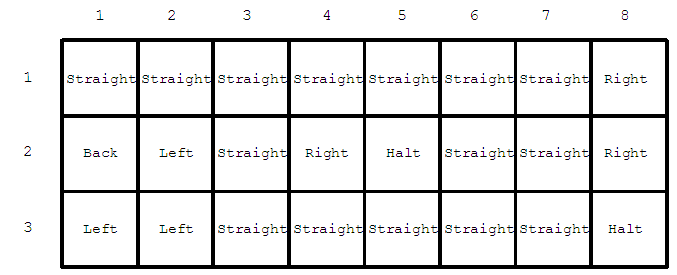 1 2 3 4 5 6 7 8
1 Straight Straight Straight Straight Straight Straight Straight Right
2 Back Left Straight Right Halt Straight Straight Right
3 Left Left Straight Straight Straight Straight Straight Halt